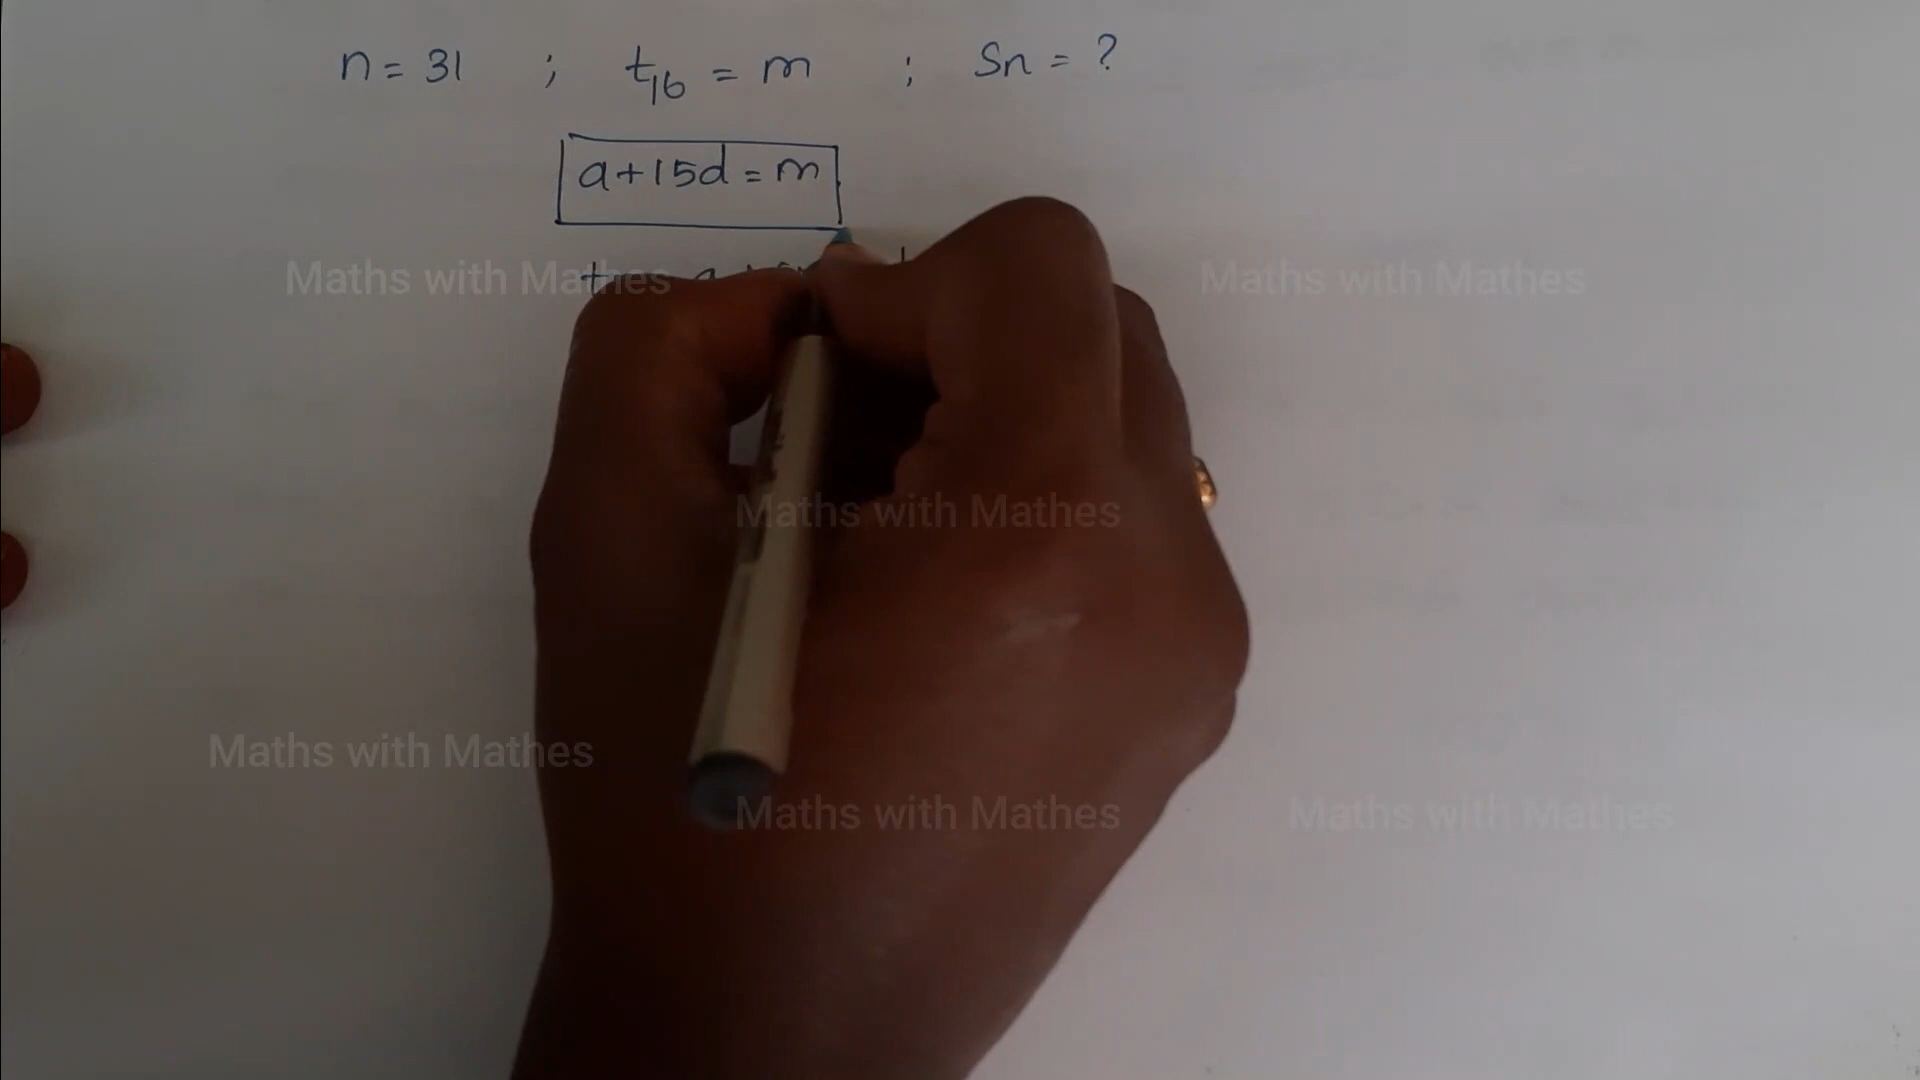 n = 31 ; t16 = m ; Sn = ?
a+15d = m
Maths with Mathes Maths with Mathes
Maths with Mathes
Maths with Mathes
Maths with Mathes Maths with Mathes